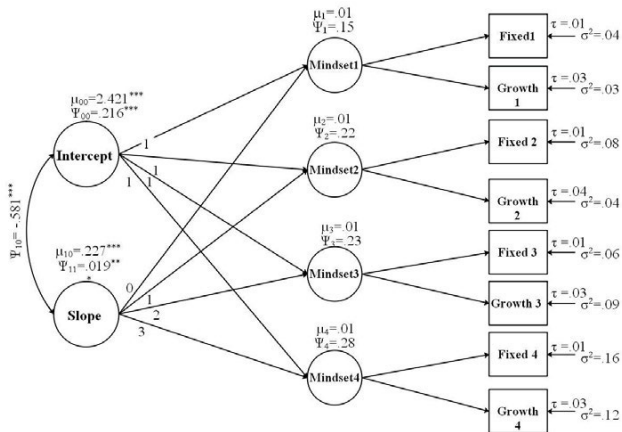 μ₁=.01
Ψ₁=.15
Mindset1
τ=.01
Fixed1
σ²=.04
τ=.03
Growth
1
σ²=.03
μ₀₀=2.421***
Ψ₀₀=.216***
Intercept
1
1
1
1
μ₂=.01
Ψ₂=.22
Mindset2
τ=.01
Fixed 2
σ²=.08
τ=.04
Growth
2
σ²=.04
Ψ₁₀= -.581***
μ₁₀=.227***
Ψ₁₁=.019**
*
Slope
0
1
2
3
μ₃=.01
Ψ₃=.23
Mindset3
τ=.01
Fixed 3
σ²=.06
τ=.03
Growth 3
σ²=.09
μ₄=.01
Ψ₄=.28
Mindset4
τ=.01
Fixed 4
σ²=.16
τ=.03
Growth
4
σ²=.12